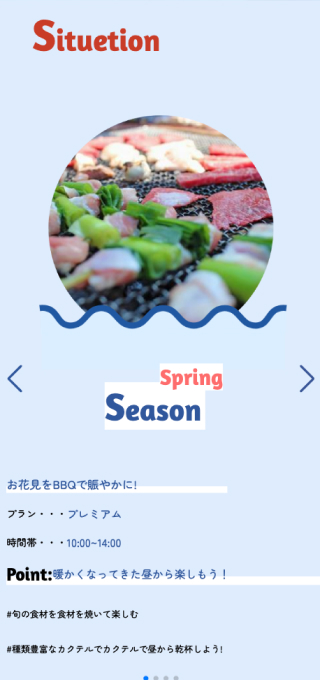 Situetion
Spring
Season
お花見をBBQで賑やかに!
プラン・・・プレミアム
時間帯・・・10:00~14:00
Point:暖かくなってきた昼から楽しもう！
#旬の食材を食材を焼いて楽しむ
#種類豊富なカクテルでカクテルで昼から乾杯しよう!